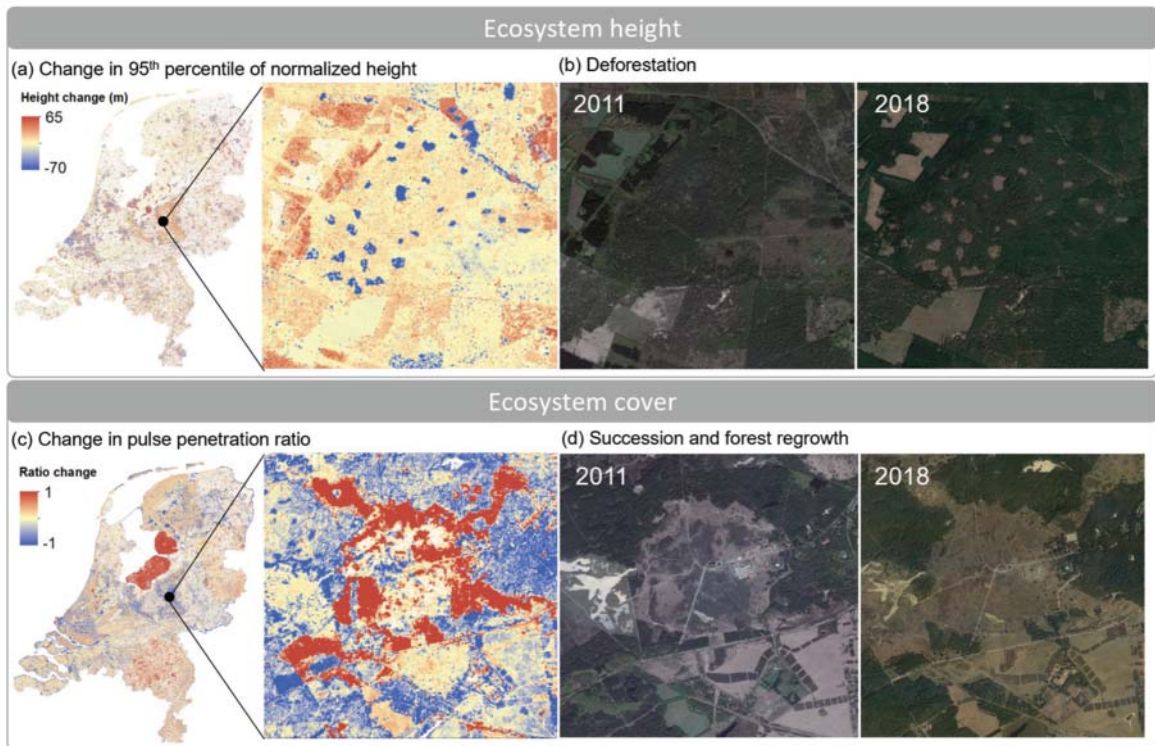 Ecosystem height
(a) Change in 95th percentile of normalized height
(b) Deforestation
Height change (m)
65
-70
2011
2018
Ecosystem cover
(c) Change in pulse penetration ratio
(d) Succession and forest regrowth
Ratio change
1
-1
2011
2018